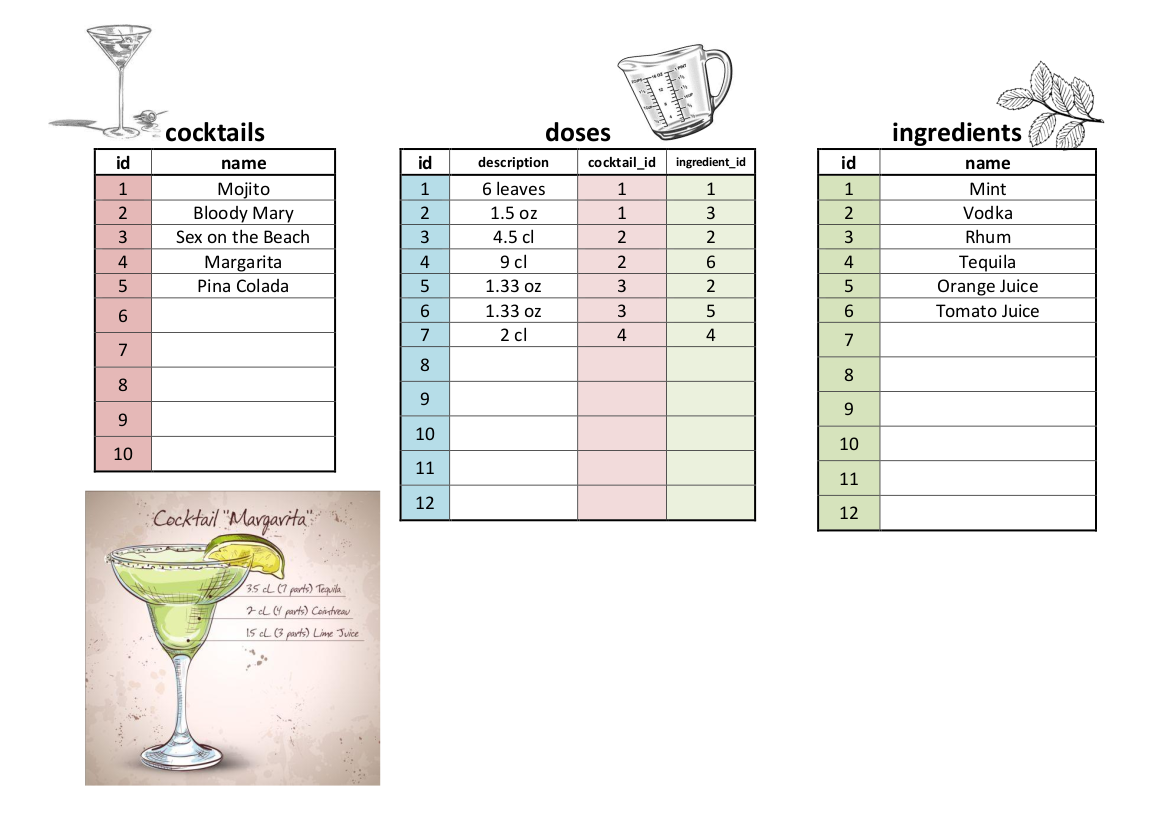 cocktails
id name
1 Mojito
2 Bloody Mary
3 Sex on the Beach
4 Margarita
5 Pina Colada
6
7
8
9
10
doses
id description cocktail_id ingredient_id
1 6 leaves 1 1
2 1.5 oz 1 3
3 4.5 cl 2 2
4 9 cl 2 6
5 1.33 oz 3 2
6 1.33 oz 3 5
7 2 cl 4 4
8
9
10
11
12
ingredients
id name
1 Mint
2 Vodka
3 Rhum
4 Tequila
5 Orange Juice
6 Tomato Juice
7
8
9
10
11
12
Cocktail "Margarita"
3.5 cL (7 parts) Tequila
2 cL (4 parts) Cointreau
1.5 cL (3 parts) Lime Juice